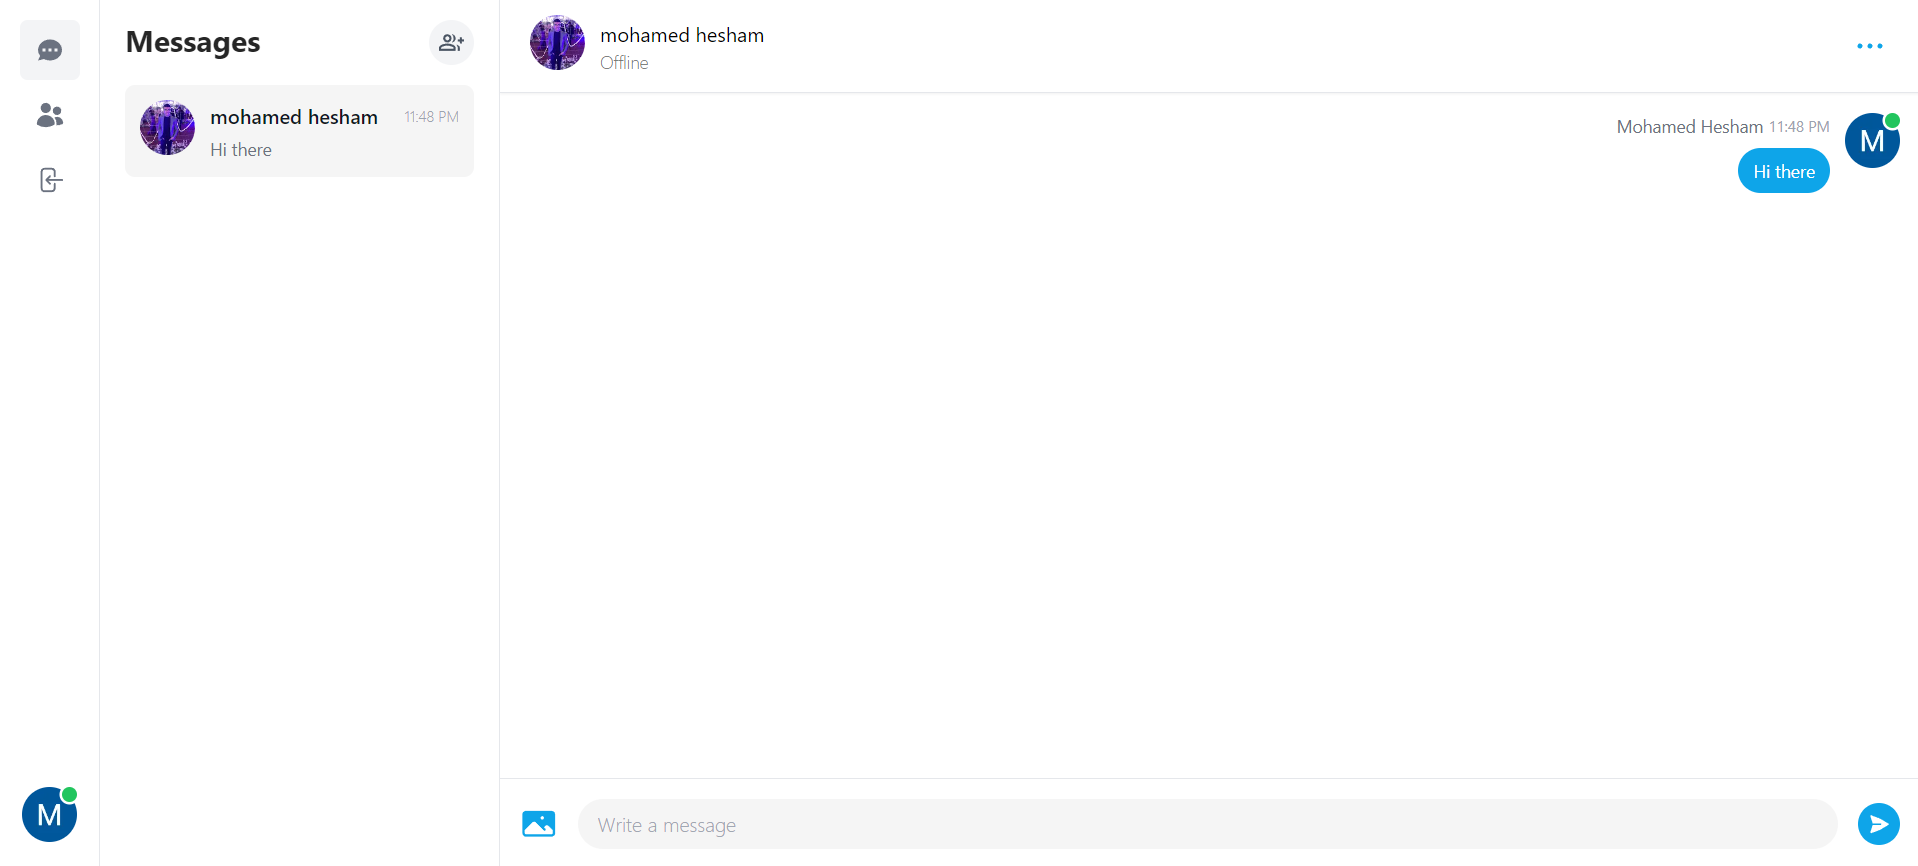 Messages
mohamed hesham 11:48 PM
Hi there
M
mohamed hesham
Offline
Mohamed Hesham 11:48 PM
M
Hi there
Write a message